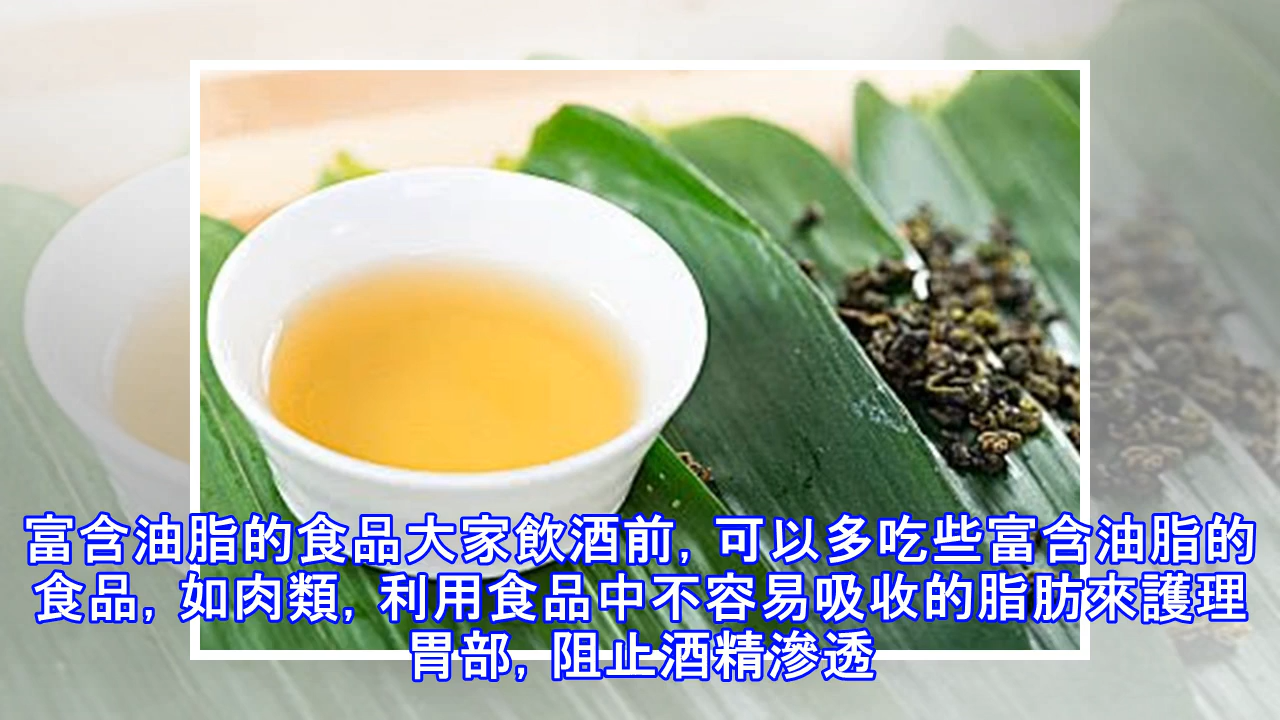 富含油脂的食品大家飲酒前, 可以多吃些富含油脂的
食品, 如肉類, 利用食品中不容易吸收的脂肪來護理
胃部, 阻止酒精滲透